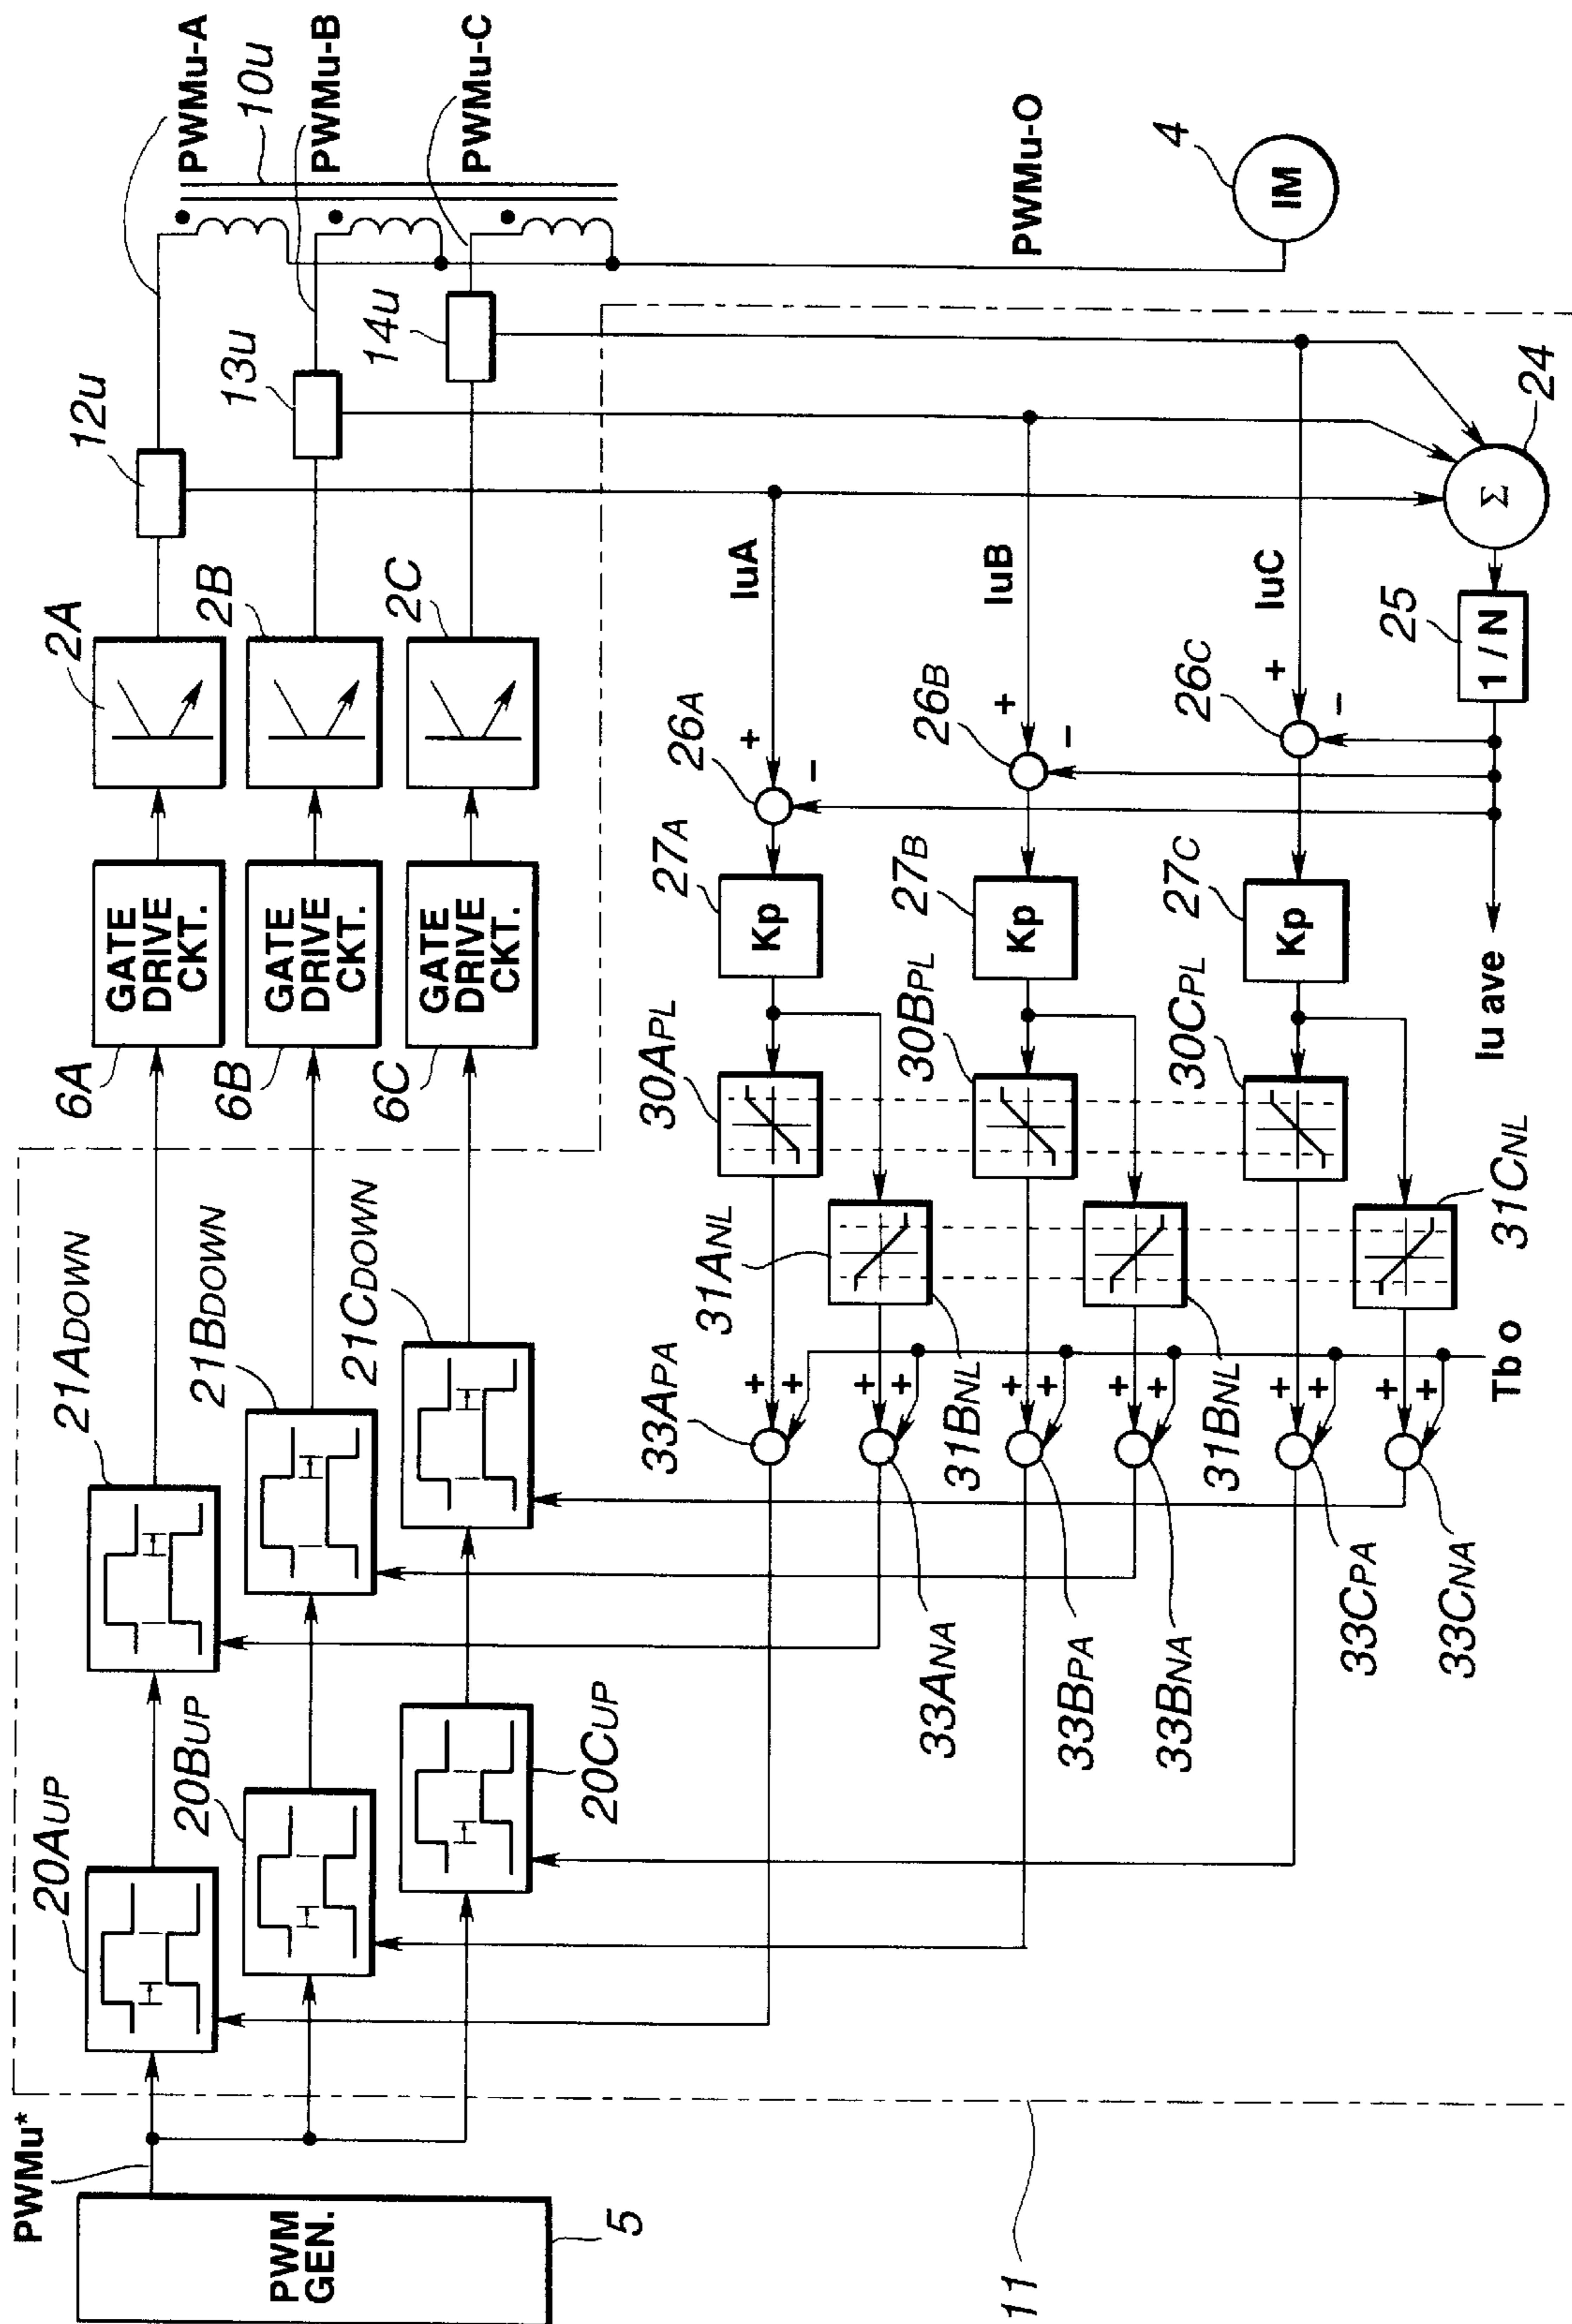 PWMu*
PWM
GEN.
5
11
20AUP
20BUP
20CUP
21ADOWN
21BDOWN
21CDOWN
6A
GATE
DRIVE
CKT.
6B
GATE
DRIVE
CKT.
6C
GATE
DRIVE
CKT.
2A
2B
2C
12u
13u
14u
PWMu-A
10u
PWMu-B
PWMu-C
PWMu-O
4
IM
IuA
+
−
26A
27A
Kp
30APL
31ANL
33APA
+
+
+
+
33ANA
IuB
+
−
26B
27B
Kp
30BPL
31BNL
+
+
+
+
33BPA
33BNA
IuC
+
−
26C
27C
Kp
30CPL
31BNL
31CNL
+
+
+
+
33CPA
33CNA
Tb o
Σ
24
25
1 / N
Iu ave